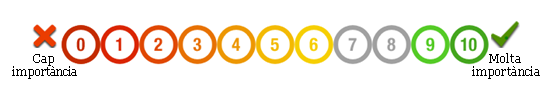 0 1 2 3 4 5 6 7 8 9 10
Cap
importància
Molta
importància